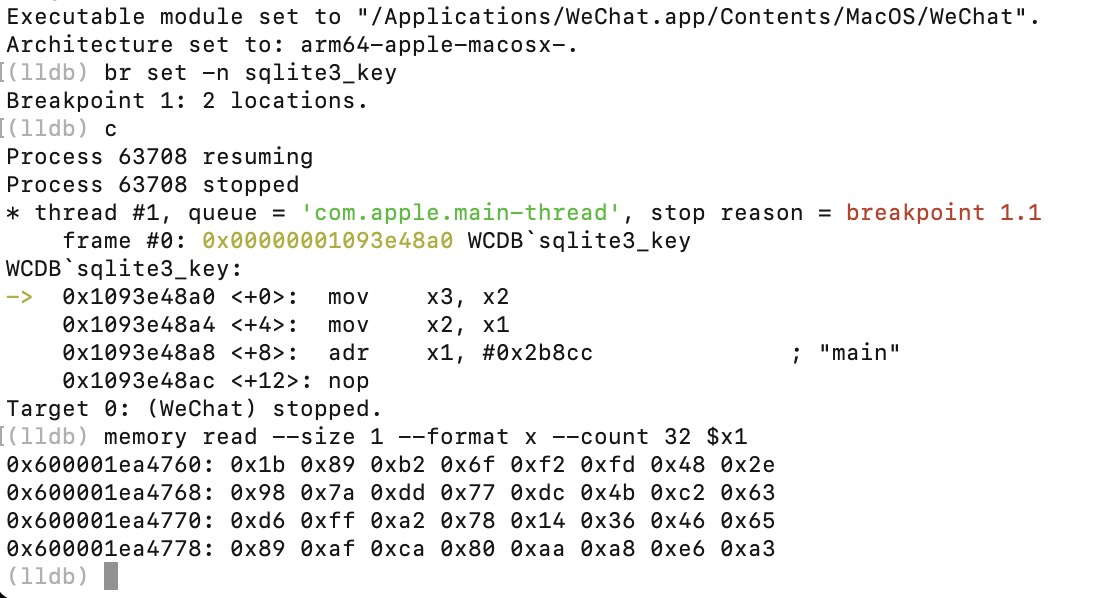 Executable module set to "/Applications/WeChat.app/Contents/MacOS/WeChat".
Architecture set to: arm64-apple-macosx-.
[(lldb) br set -n sqlite3_key
Breakpoint 1: 2 locations.
[(lldb) c
Process 63708 resuming
Process 63708 stopped
* thread #1, queue = 'com.apple.main-thread', stop reason = breakpoint 1.1
    frame #0: 0x00000001093e48a0 WCDB`sqlite3_key
WCDB`sqlite3_key:
->  0x1093e48a0 <+0>:  mov    x3, x2
    0x1093e48a4 <+4>:  mov    x2, x1
    0x1093e48a8 <+8>:  adr    x1, #0x2b8cc              ; "main"
    0x1093e48ac <+12>: nop
Target 0: (WeChat) stopped.
[(lldb) memory read --size 1 --format x --count 32 $x1
0x600001ea4760: 0x1b 0x89 0xb2 0x6f 0xf2 0xfd 0x48 0x2e
0x600001ea4768: 0x98 0x7a 0xdd 0x77 0xdc 0x4b 0xc2 0x63
0x600001ea4770: 0xd6 0xff 0xa2 0x78 0x14 0x36 0x46 0x65
0x600001ea4778: 0x89 0xaf 0xca 0x80 0xaa 0xa8 0xe6 0xa3
(lldb)